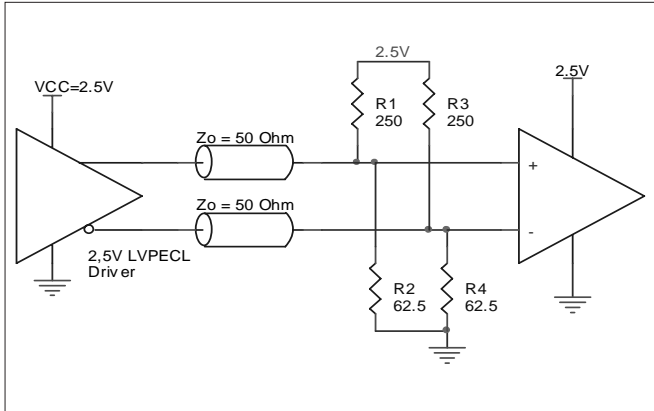 2.5V
VCC=2.5V
2.5V
R1
250
R3
250
Zo = 50 Ohm
+
Zo = 50 Ohm
-
2,5V LVPECL
Driver
R2
62.5
R4
62.5